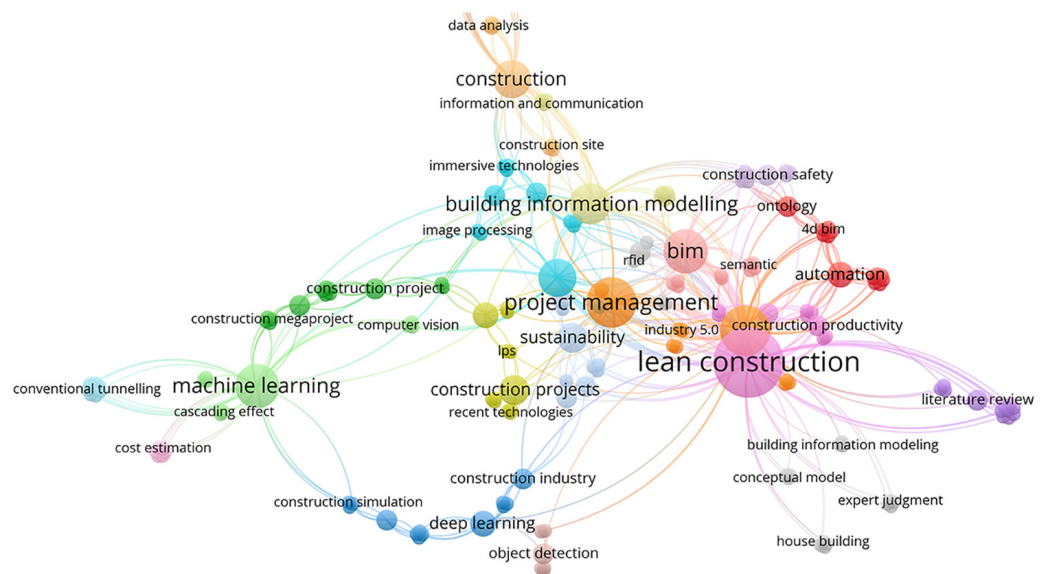 data analysis
construction
information and communication
construction site
immersive technologies
construction safety
building information modelling
ontology
image processing
4d bim
bim
rfid
semantic
automation
construction project
project management
construction megaproject
computer vision
industry 5.0
construction productivity
sustainability
lps
lean construction
conventional tunnelling
machine learning
construction projects
literature review
cascading effect
recent technologies
cost estimation
building information modeling
construction industry
conceptual model
construction simulation
expert judgment
deep learning
house building
object detection